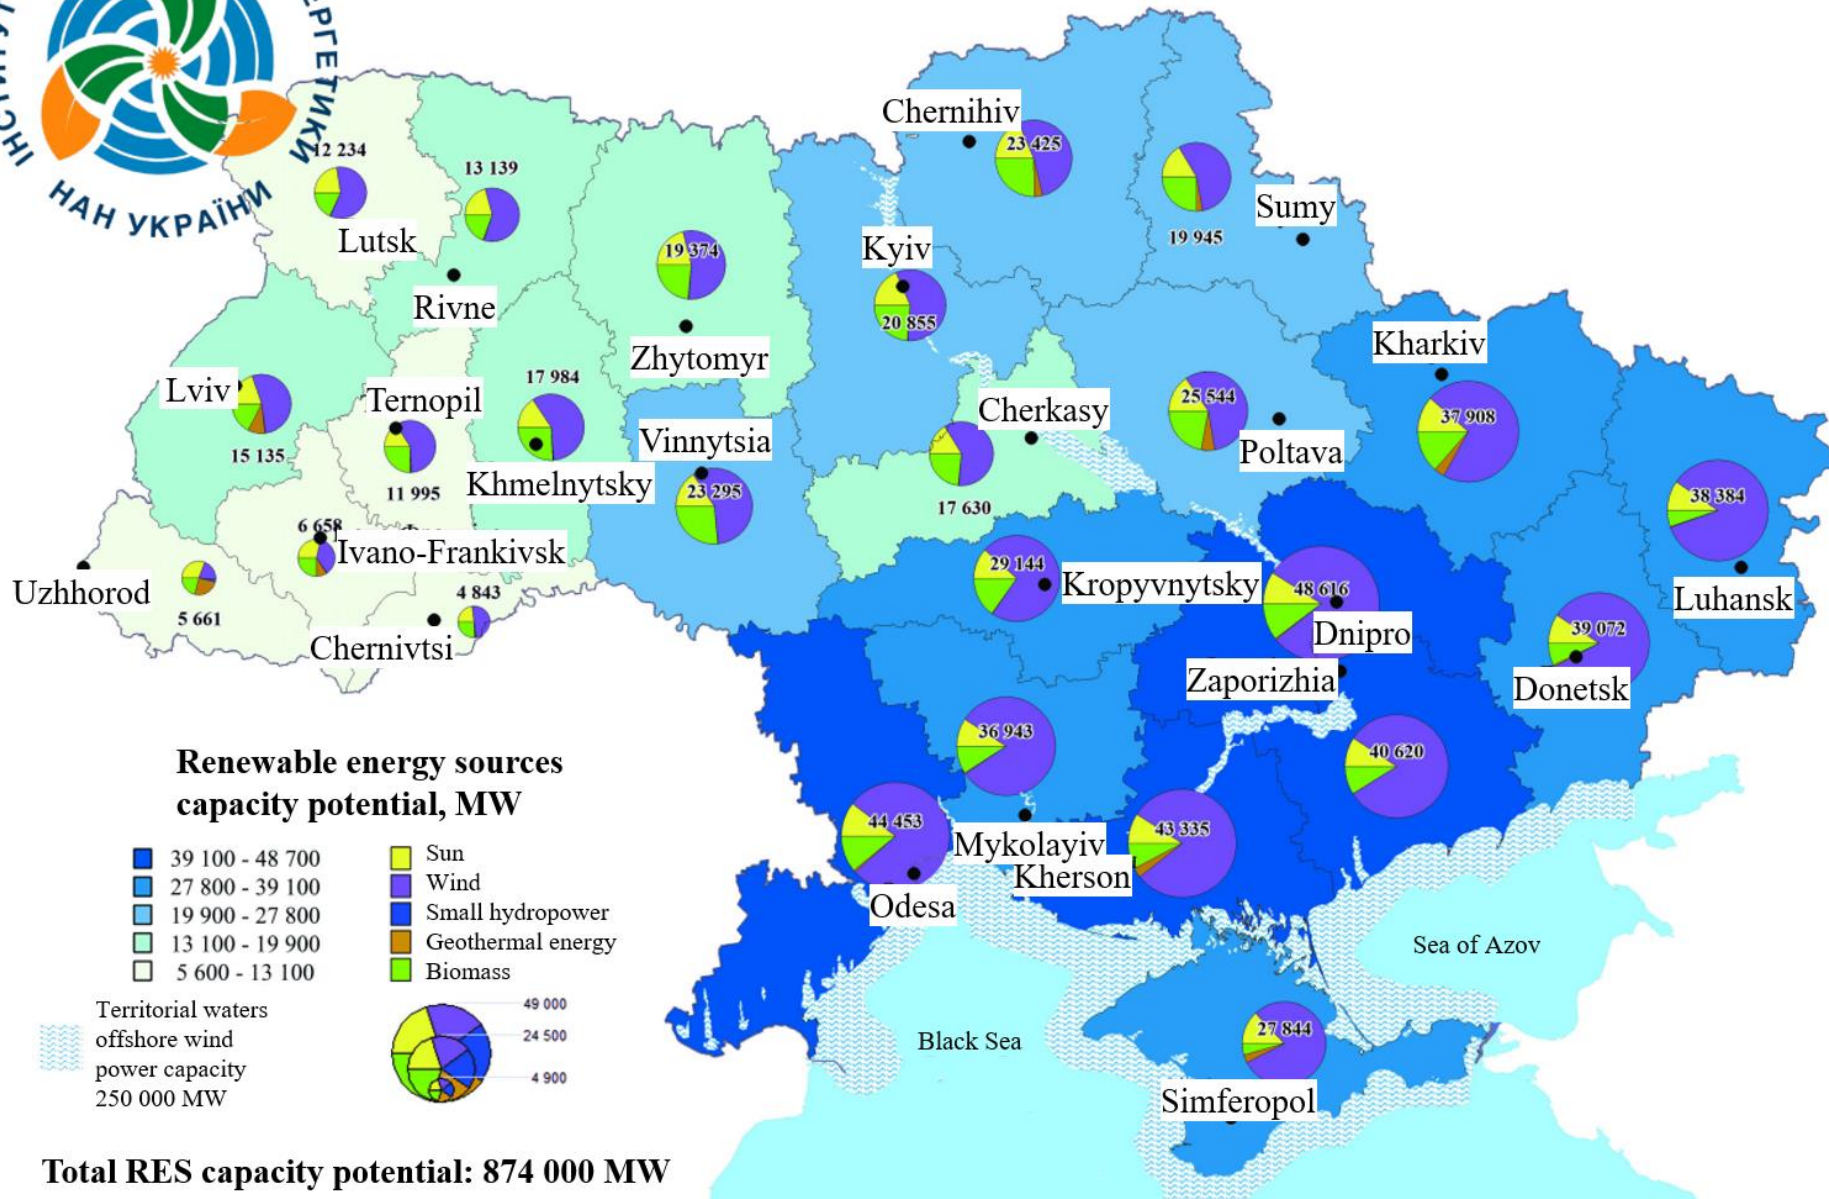 НАН УКРАЇНИ
Chernihiv
23 425
12 234
13 139
Lutsk
Sumy
19 945
19 374
Kyiv
Rivne
20 855
Zhytomyr
Kharkiv
Lviv
Ternopil
17 984
Cherkasy
25 544
37 908
Vinnytsia
Poltava
15 135
11 995
Khmelnytsky
23 295
17 630
38 384
6 658
Ivano-Frankivsk
29 144
Kropyvnytsky
48 616
Luhansk
Uzhhorod
5 661
4 843
Chernivtsi
Dnipro
39 072
Zaporizhia
Donetsk
36 943
40 620
44 453
43 335
Mykolayiv
Kherson
Odesa
Sea of Azov
Black Sea
27 844
Simferopol
Renewable energy sources
capacity potential, MW
39 100 - 48 700
27 800 - 39 100
19 900 - 27 800
13 100 - 19 900
5 600 - 13 100
Sun
Wind
Small hydropower
Geothermal energy
Biomass
Territorial waters
offshore wind
power capacity
250 000 MW
49 000
24 500
4 900
Total RES capacity potential: 874 000 MW